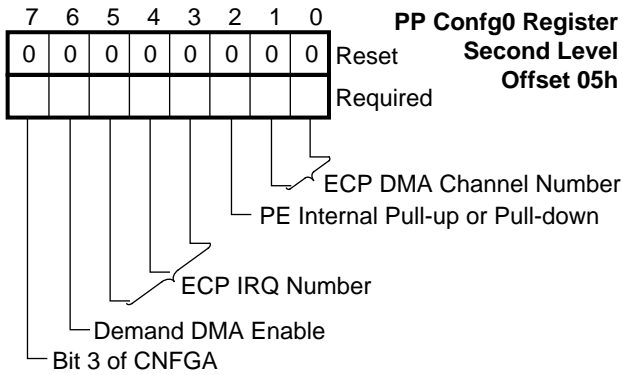 7 6 5 4 3 2 1 0
PP Confg0 Register
Second Level
Offset 05h
0 0 0 0 0 0 0 0 Reset
Required
ECP DMA Channel Number
PE Internal Pull-up or Pull-down
ECP IRQ Number
Demand DMA Enable
Bit 3 of CNFGA